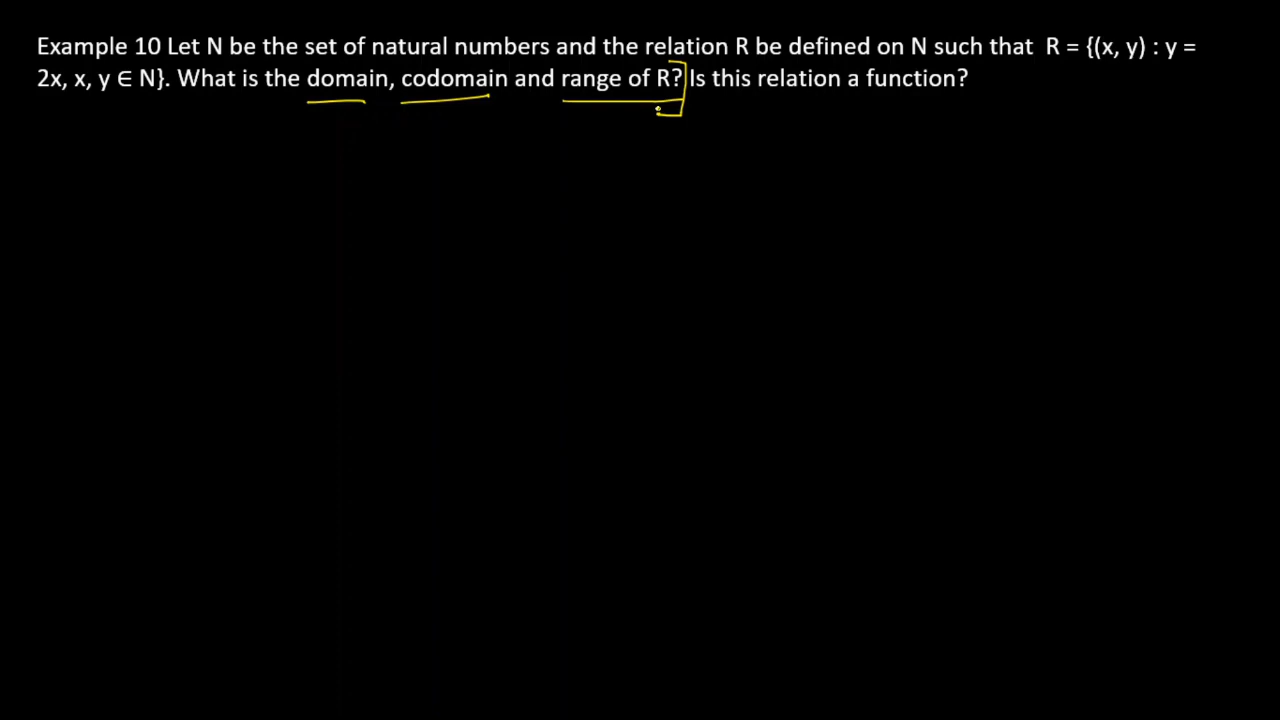 Example 10 Let N be the set of natural numbers and the relation R be defined on N such that  R = {(x, y) : y =
2x, x, y ∈ N}. What is the domain, codomain and range of R? Is this relation a function?